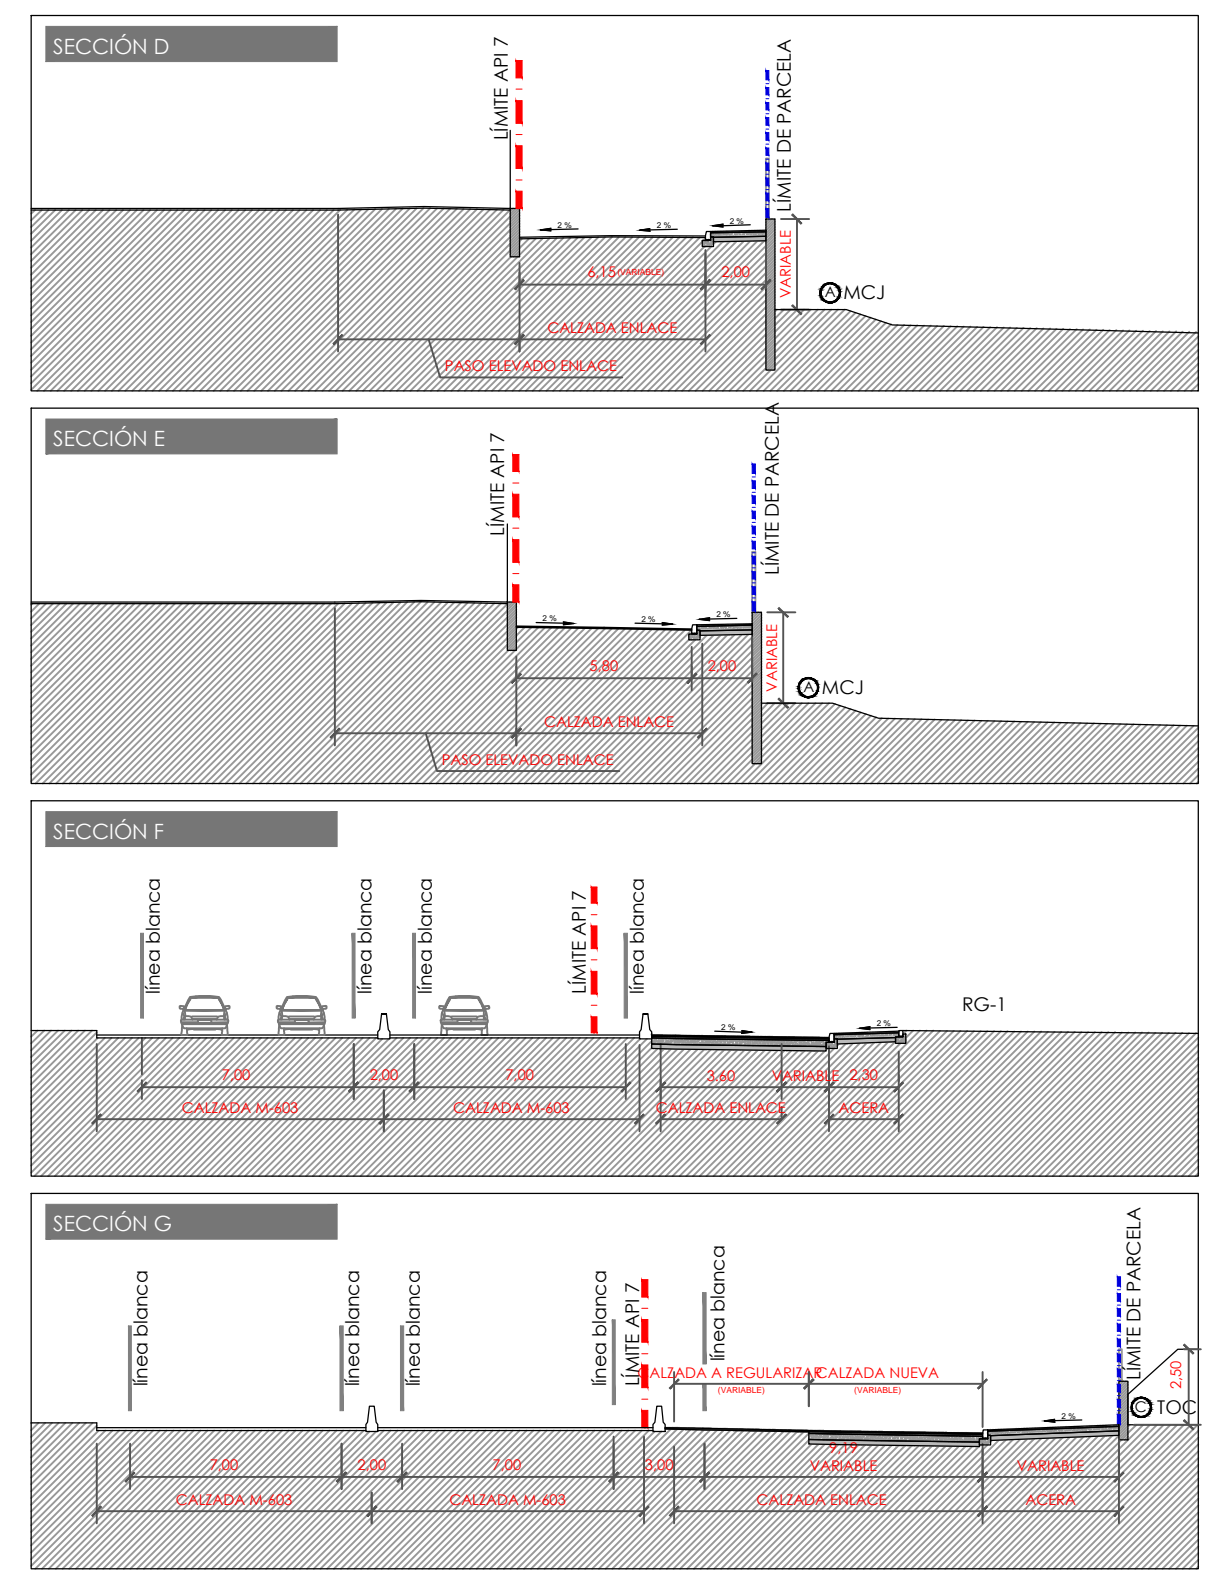 SECCIÓN D
LÍMITE API 7
LÍMITE DE PARCELA
2 %
2 %
2 %
6,15 (VARIABLE)
2,00
VARIABLE
A MCJ
CALZADA ENLACE
PASO ELEVADO ENLACE
SECCIÓN E
LÍMITE API 7
LÍMITE DE PARCELA
2 %
2 %
2 %
5,80
2,00
VARIABLE
A MCJ
CALZADA ENLACE
PASO ELEVADO ENLACE
SECCIÓN F
línea blanca
línea blanca
línea blanca
LÍMITE API 7
línea blanca
RG-1
2 %
2 %
7,00
2,00
7,00
3,60
VARIABLE
2,30
CALZADA M-603
CALZADA M-603
CALZADA ENLACE
ACERA
SECCIÓN G
línea blanca
línea blanca
línea blanca
línea blanca
LÍMITE API 7
línea blanca
LÍMITE DE PARCELA
CALZADA A REGULARIZAR
(VARIABLE)
CALZADA NUEVA
(VARIABLE)
2,50
C TOC
2 %
9,19
7,00
2,00
7,00
3,00
VARIABLE
VARIABLE
CALZADA M-603
CALZADA M-603
CALZADA ENLACE
ACERA